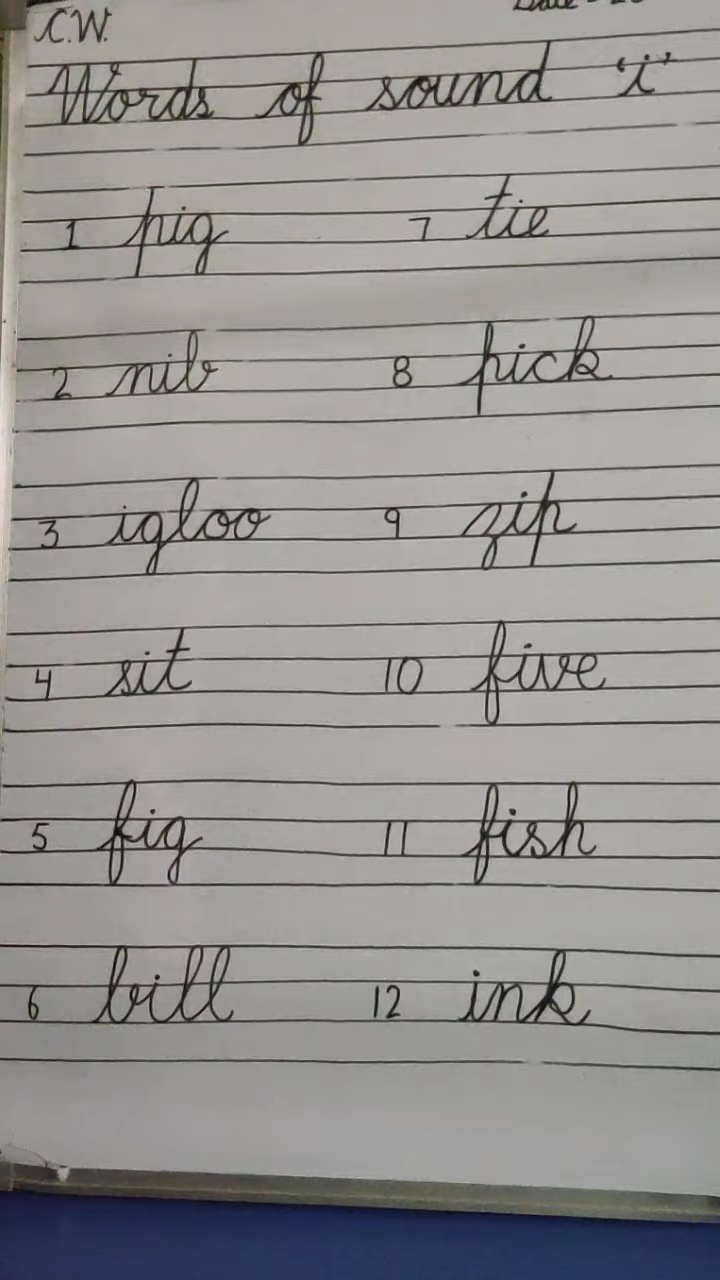 C.W.
Words of sound 'i'
1 pig 7 tie
2 nib 8 pick
3 igloo 9 zip
4 sit 10 five
5 fig 11 fish
6 bill 12 ink